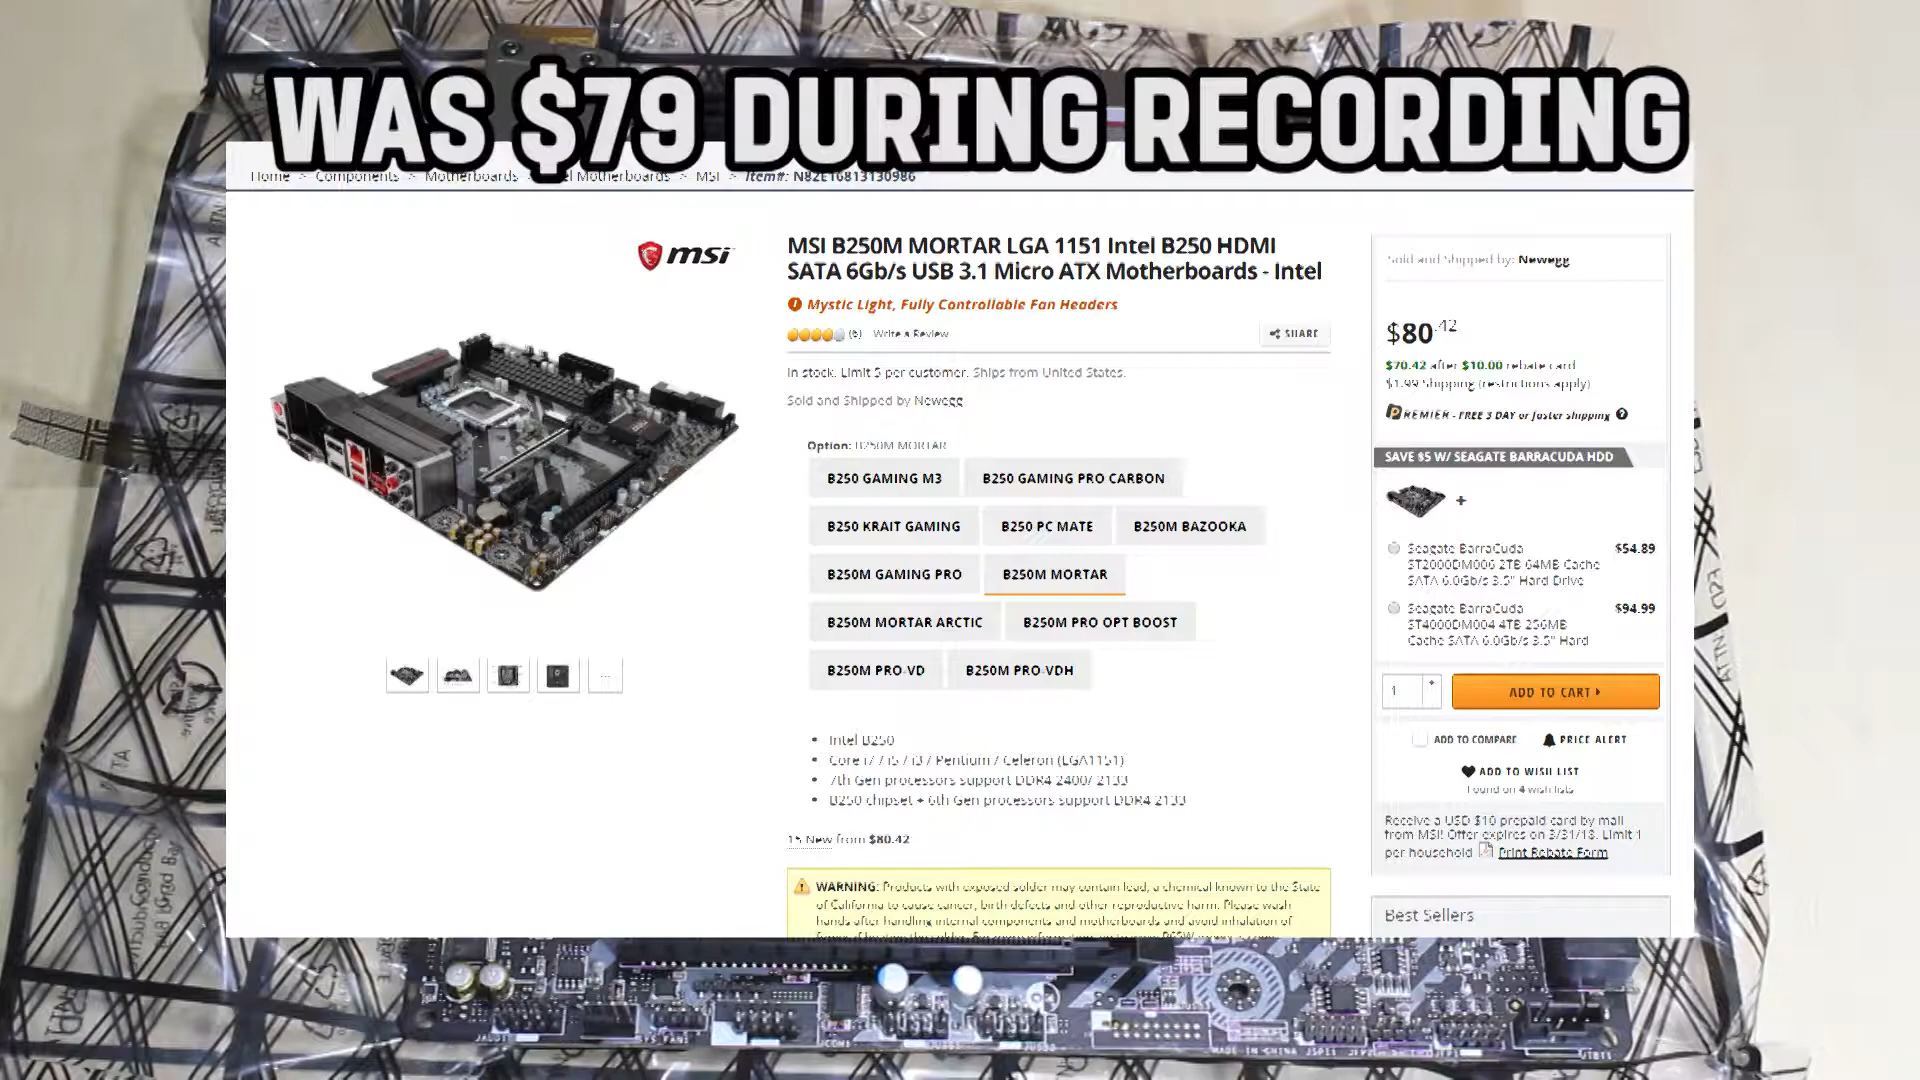 WAS $79 DURING RECORDING
Home > Components > Motherboards > Intel Motherboards > MSI > Item#: N82E16813130986
msi
MSI B250M MORTAR LGA 1151 Intel B250 HDMI
SATA 6Gb/s USB 3.1 Micro ATX Motherboards - Intel
Mystic Light, Fully Controllable Fan Headers
Write a Review
SHARE
In stock. Limit 5 per customer. Ships from United States.
Sold and Shipped by Newegg
Option: B250M MORTAR
B250 GAMING M3
B250 GAMING PRO CARBON
B250 KRAIT GAMING
B250 PC MATE
B250M BAZOOKA
B250M GAMING PRO
B250M MORTAR
B250M MORTAR ARCTIC
B250M PRO OPT BOOST
B250M PRO-VD
B250M PRO-VDH
...
Intel B250
Core i7 / i5 / i3 / Pentium / Celeron (LGA1151)
7th Gen processors support DDR4 2400/ 2133
B250 chipset + 6th Gen processors support DDR4 2133
15 New from $80.42
WARNING: Products with exposed solder may contain lead, a chemical known to the State
of California to cause cancer, birth defects and other reproductive harm. Please wash
hands after handling internal components and motherboards and avoid inhalation of
Sold and Shipped by: Newegg
$80.42
$70.42 after $10.00 rebate card
$1.99 Shipping (restrictions apply)
PREMIER - FREE 3 DAY or faster shipping ?
SAVE $5 W/ SEAGATE BARRACUDA HDD
+
Seagate BarraCuda $54.89
ST2000DM006 2TB 64MB Cache
SATA 6.0Gb/s 3.5" Hard Drive
Seagate BarraCuda $94.99
ST4000DM004 4TB 256MB
Cache SATA 6.0Gb/s 3.5" Hard
1
ADD TO CART
ADD TO COMPARE
PRICE ALERT
ADD TO WISH LIST
Found on 4 wish lists
Receive a USD $10 prepaid card by mail
from MSI! Offer expires on 3/31/18. Limit 1
per household Print Rebate Form
Best Sellers
MADE IN CHINA